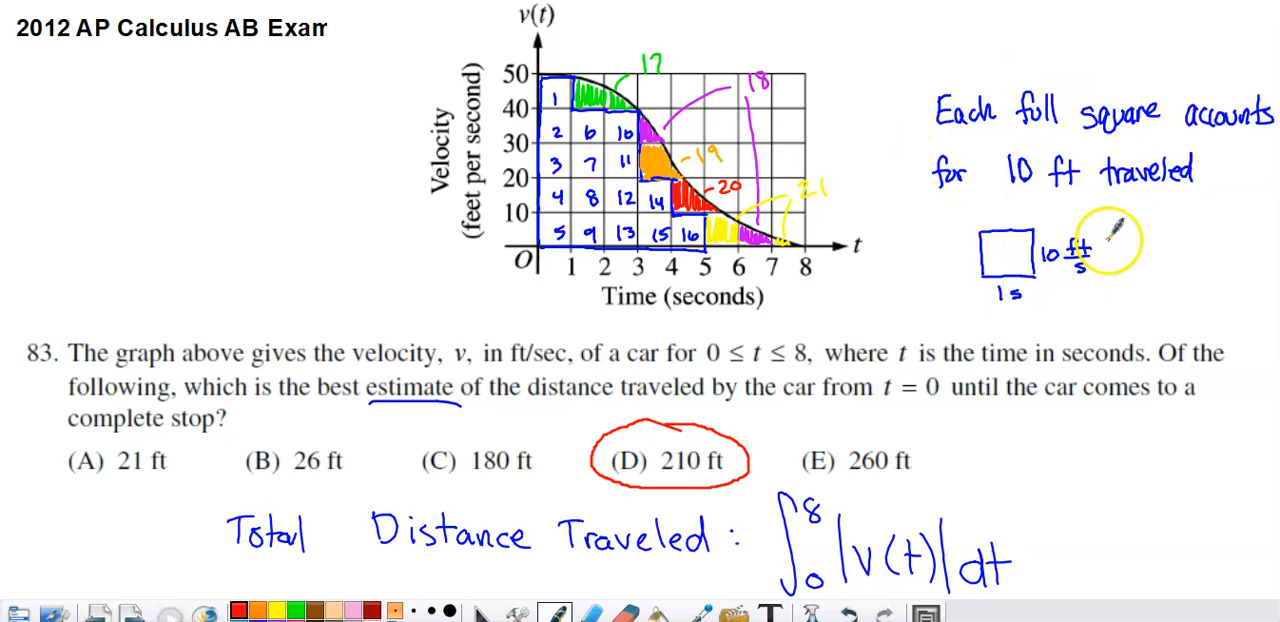 2012 AP Calculus AB Exam
v(t)
Velocity
(feet per second)
50
40
30
20
10
O
1 2 3 4 5 6 7 8
t
Time (seconds)
17
18
19
20
21
1
2 6 10
3 7 11
4 8 12 14
5 9 13 15 16
Each full square accounts
for 10 ft traveled
10 ft/s
1 s
83. The graph above gives the velocity, v, in ft/sec, of a car for 0 ≤ t ≤ 8, where t is the time in seconds. Of the
following, which is the best estimate of the distance traveled by the car from t = 0 until the car comes to a
complete stop?
(A) 21 ft (B) 26 ft (C) 180 ft (D) 210 ft (E) 260 ft
Total Distance Traveled: ∫₀⁸ |v(t)| dt